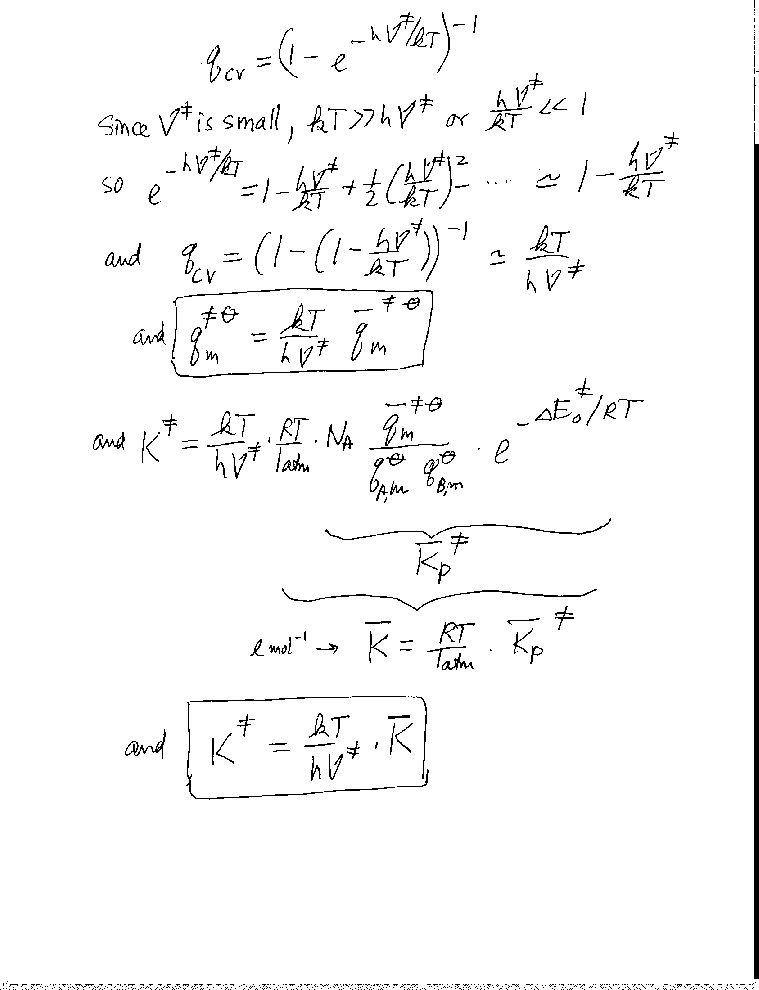 q_cv = (1 - e^{-hν^‡/kT})^{-1}
since ν^‡ is small, kT >> hν^‡ or hν^‡/kT << 1
so e^{-hν^‡/kT} = 1 - hν^‡/kT + 1/2 (hν^‡/kT)^2 - ... ≃ 1 - hν^‡/kT
and q_cv = (1 - (1 - hν^‡/kT))^{-1} ≃ kT/hν^‡
and q_m^{‡⊖} = kT/hν^‡ q̄_m^{‡⊖}
and K^‡ = kT/hν^‡ · RT/1atm · N_A q̄_m^{‡⊖}/(q_{A,m}^⊖ q_{B,m}^⊖) · e^{-ΔE_0^‡/RT}
K̄_p^‡
ℓ mol^{-1} → K̄ = RT/1atm · K̄_p^‡
and K^‡ = kT/hν^‡ · K̄